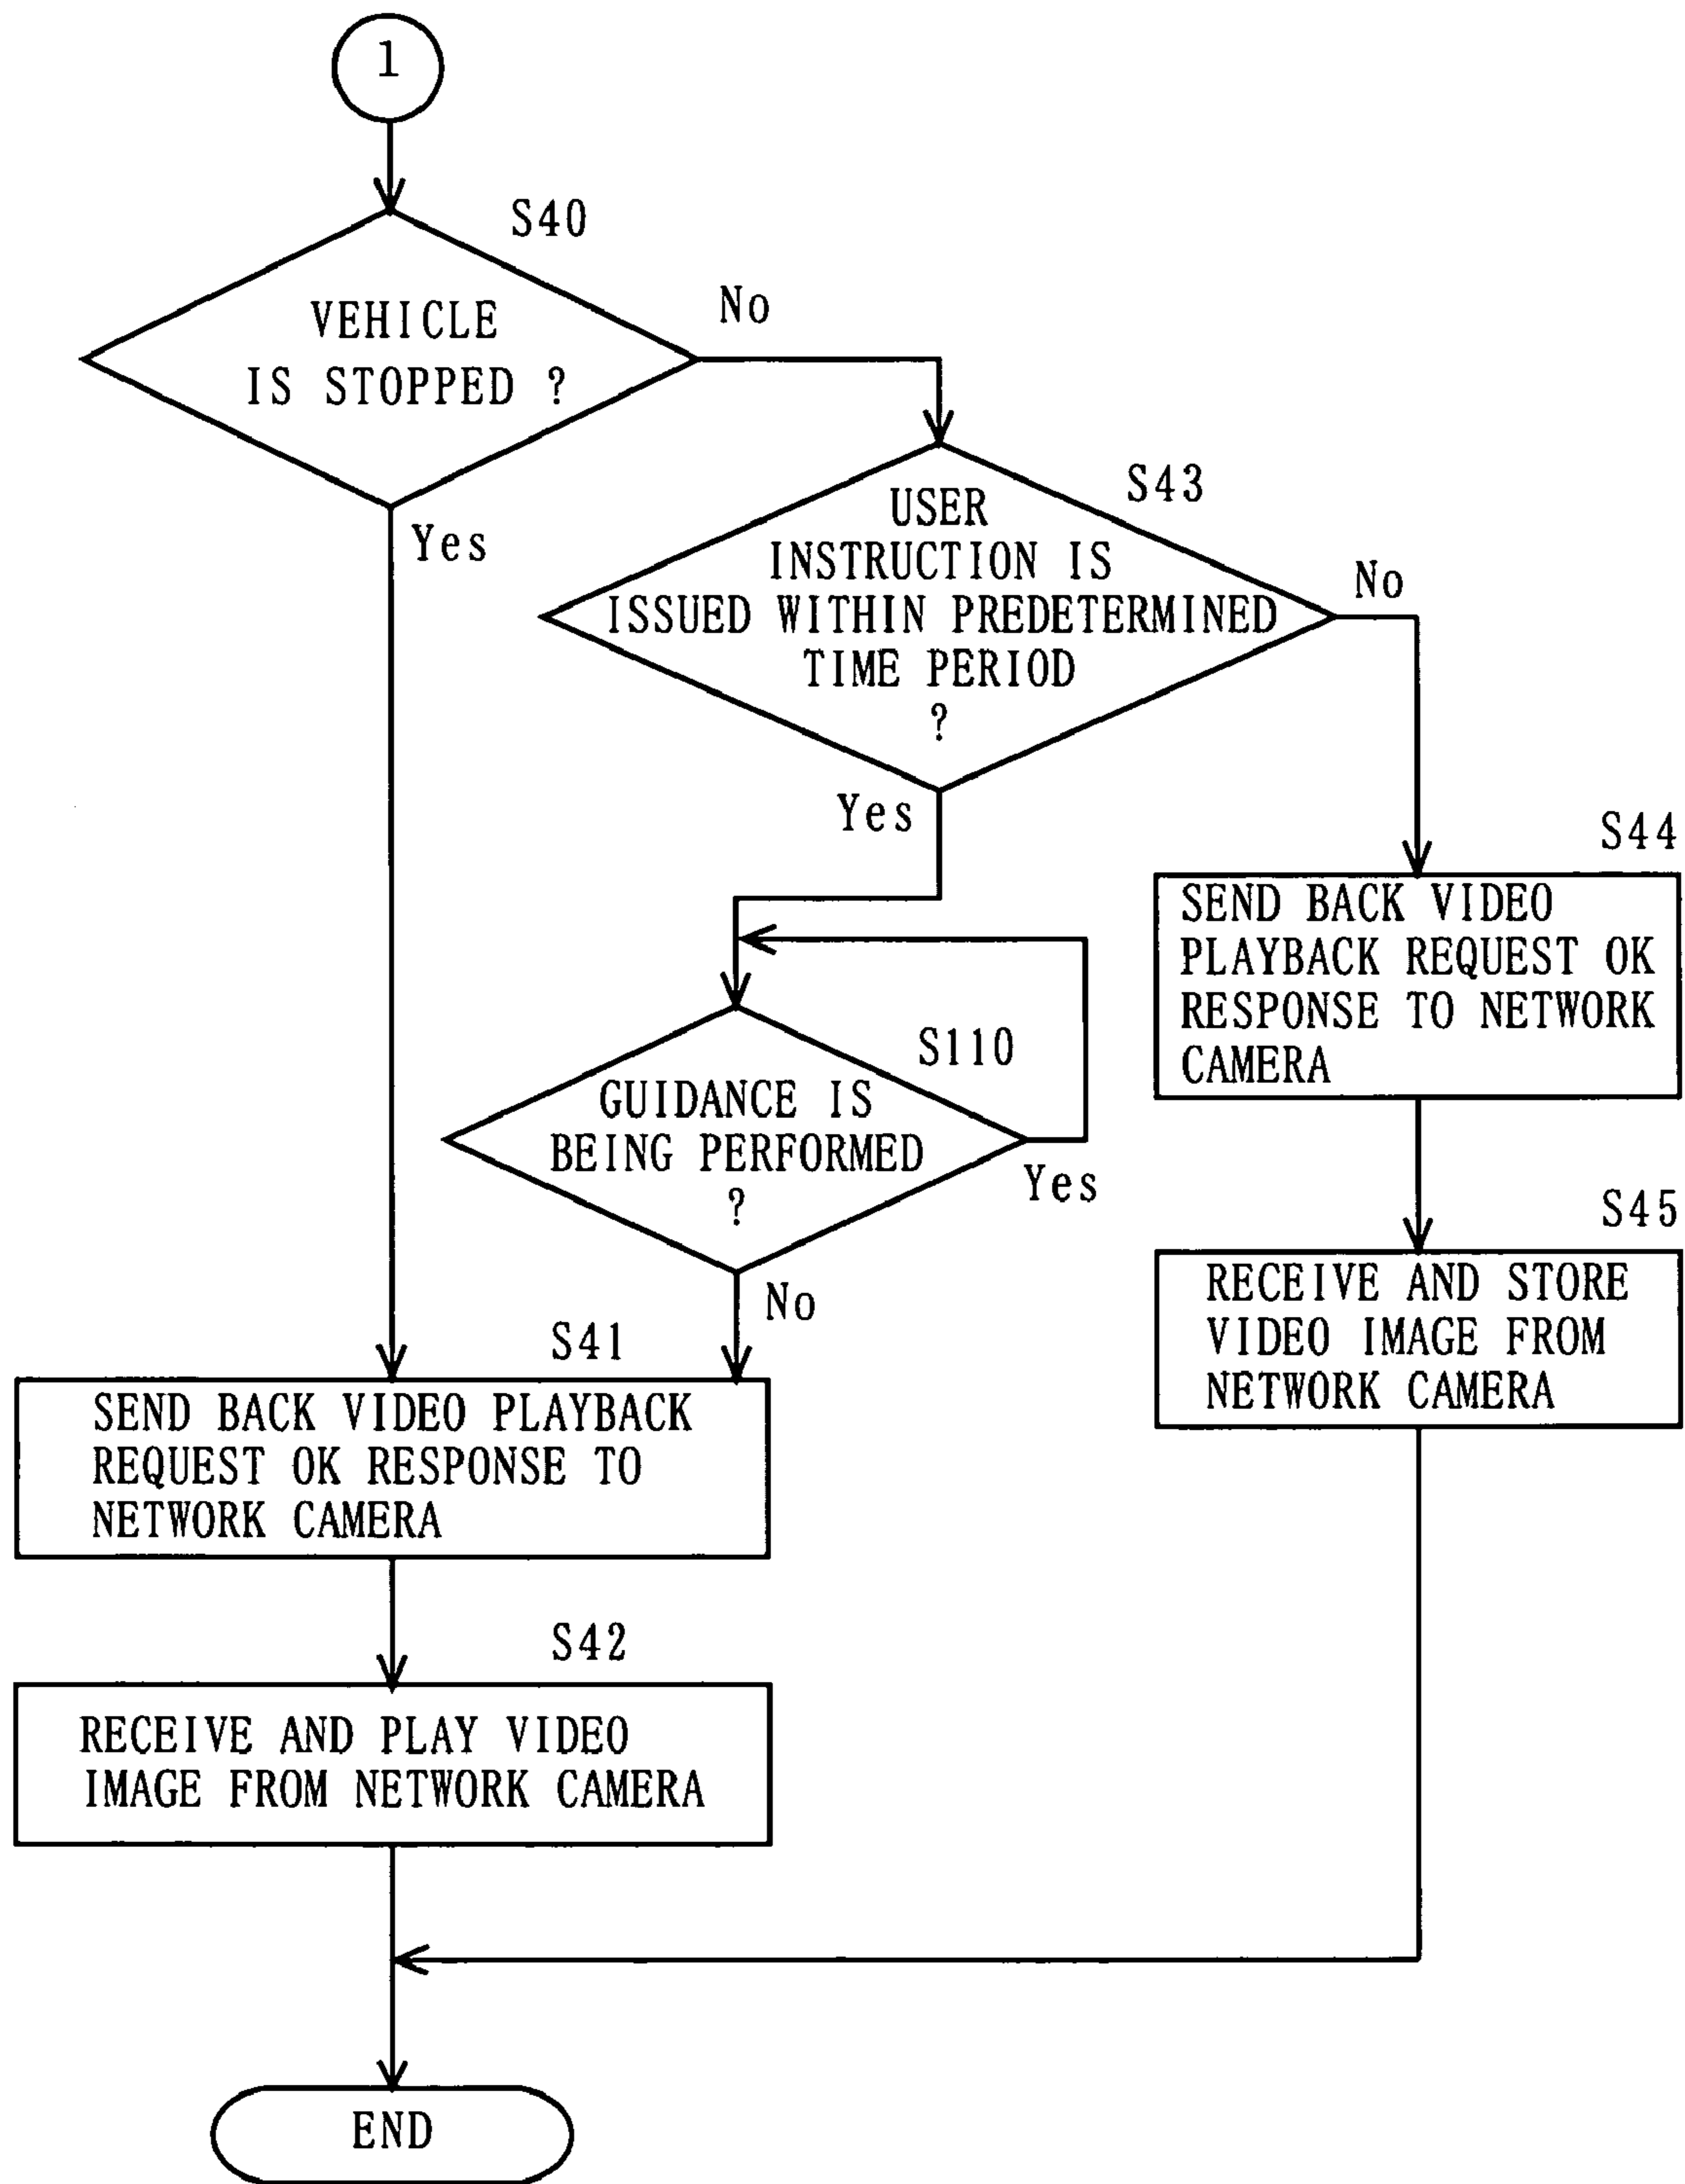 1
S40
VEHICLE
IS STOPPED ?
No
Yes
S43
USER
INSTRUCTION IS
ISSUED WITHIN PREDETERMINED
TIME PERIOD
?
No
Yes
S44
SEND BACK VIDEO
PLAYBACK REQUEST OK
RESPONSE TO NETWORK
CAMERA
S110
GUIDANCE IS
BEING PERFORMED
?
Yes
No
S45
RECEIVE AND STORE
VIDEO IMAGE FROM
NETWORK CAMERA
S41
SEND BACK VIDEO PLAYBACK
REQUEST OK RESPONSE TO
NETWORK CAMERA
S42
RECEIVE AND PLAY VIDEO
IMAGE FROM NETWORK CAMERA
END